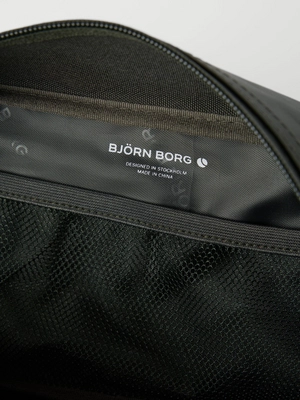 BJÖRN BORG
DESIGNED IN STOCKHOLM
MADE IN CHINA